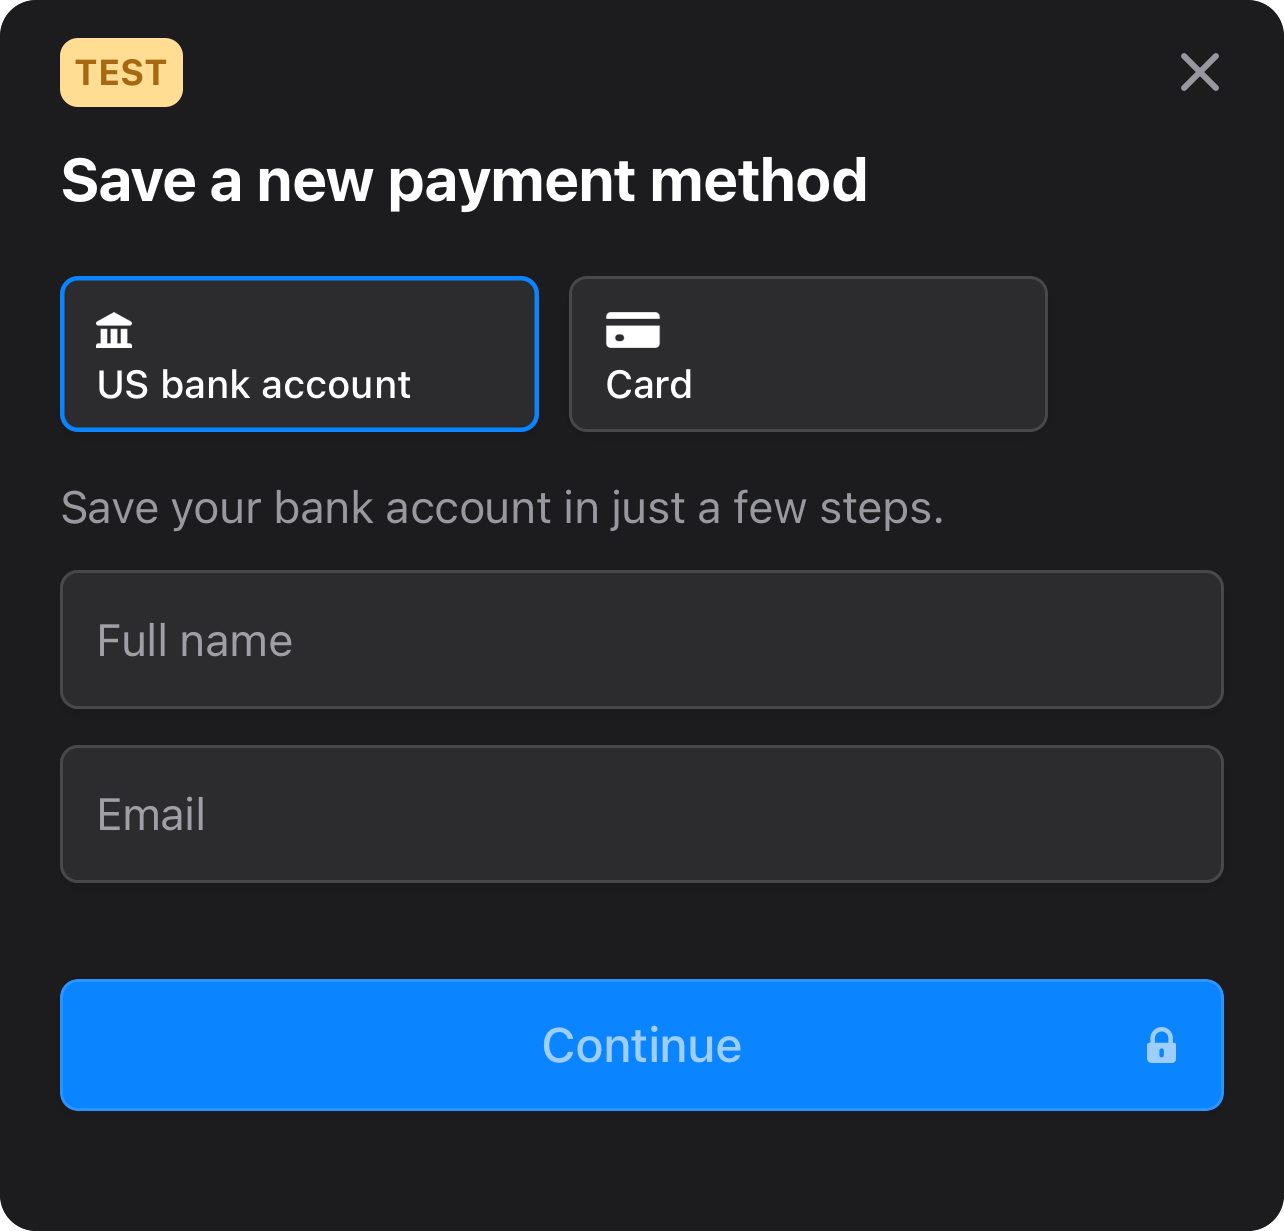 TEST
Save a new payment method
US bank account
Card
Save your bank account in just a few steps.
Full name
Email
Continue